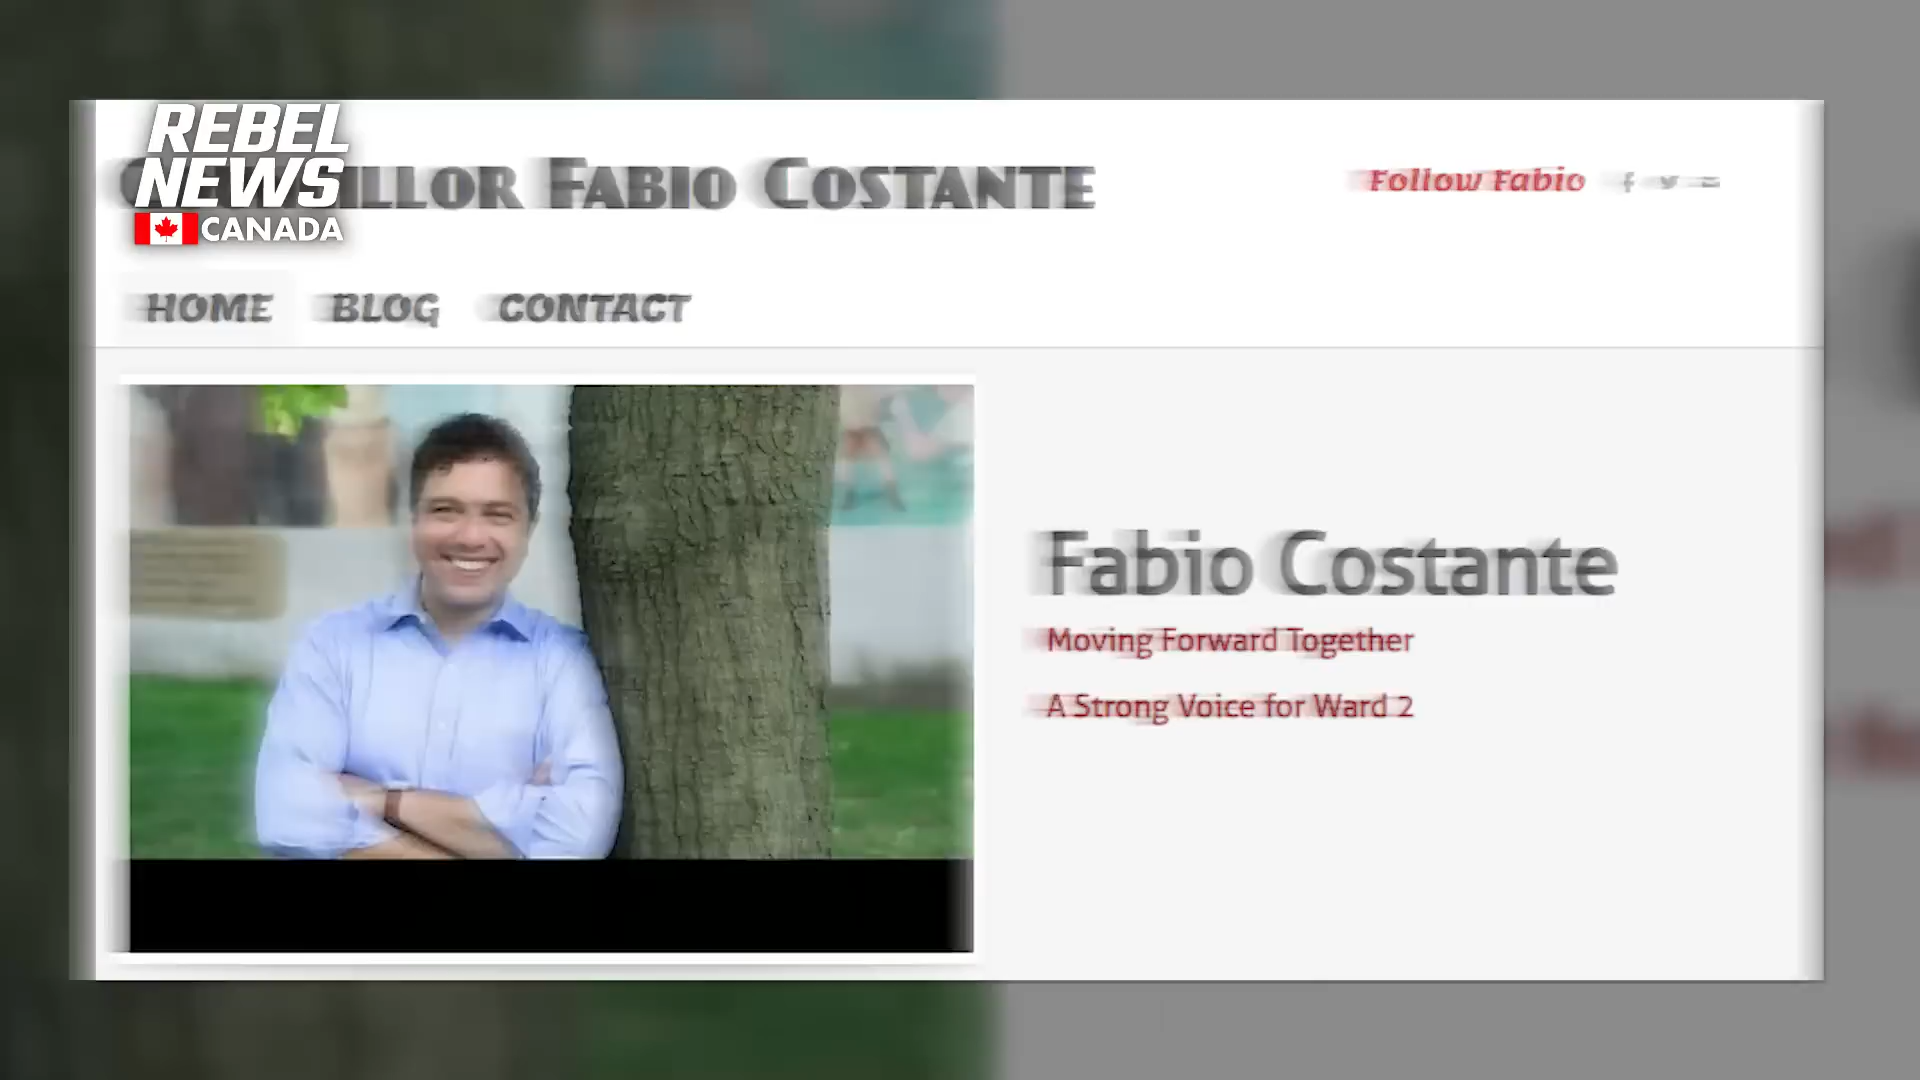 REBEL
NEWS
CANADA
ILLOR FABIO COSTANTE
Follow Fabio
HOME BLOG CONTACT
Fabio Costante
Moving Forward Together
A Strong Voice for Ward 2